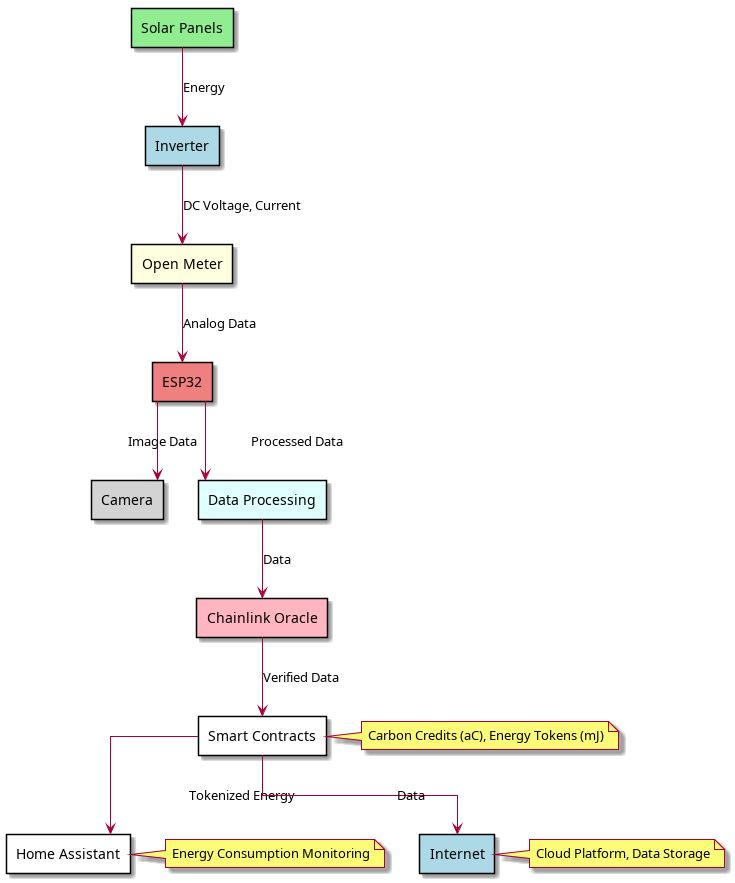 Solar Panels
Energy
Inverter
DC Voltage, Current
Open Meter
Analog Data
ESP32
Image Data
Processed Data
Camera
Data Processing
Data
Chainlink Oracle
Verified Data
Smart Contracts
Carbon Credits (aC), Energy Tokens (mJ)
Tokenized Energy
Data
Home Assistant
Energy Consumption Monitoring
Internet
Cloud Platform, Data Storage